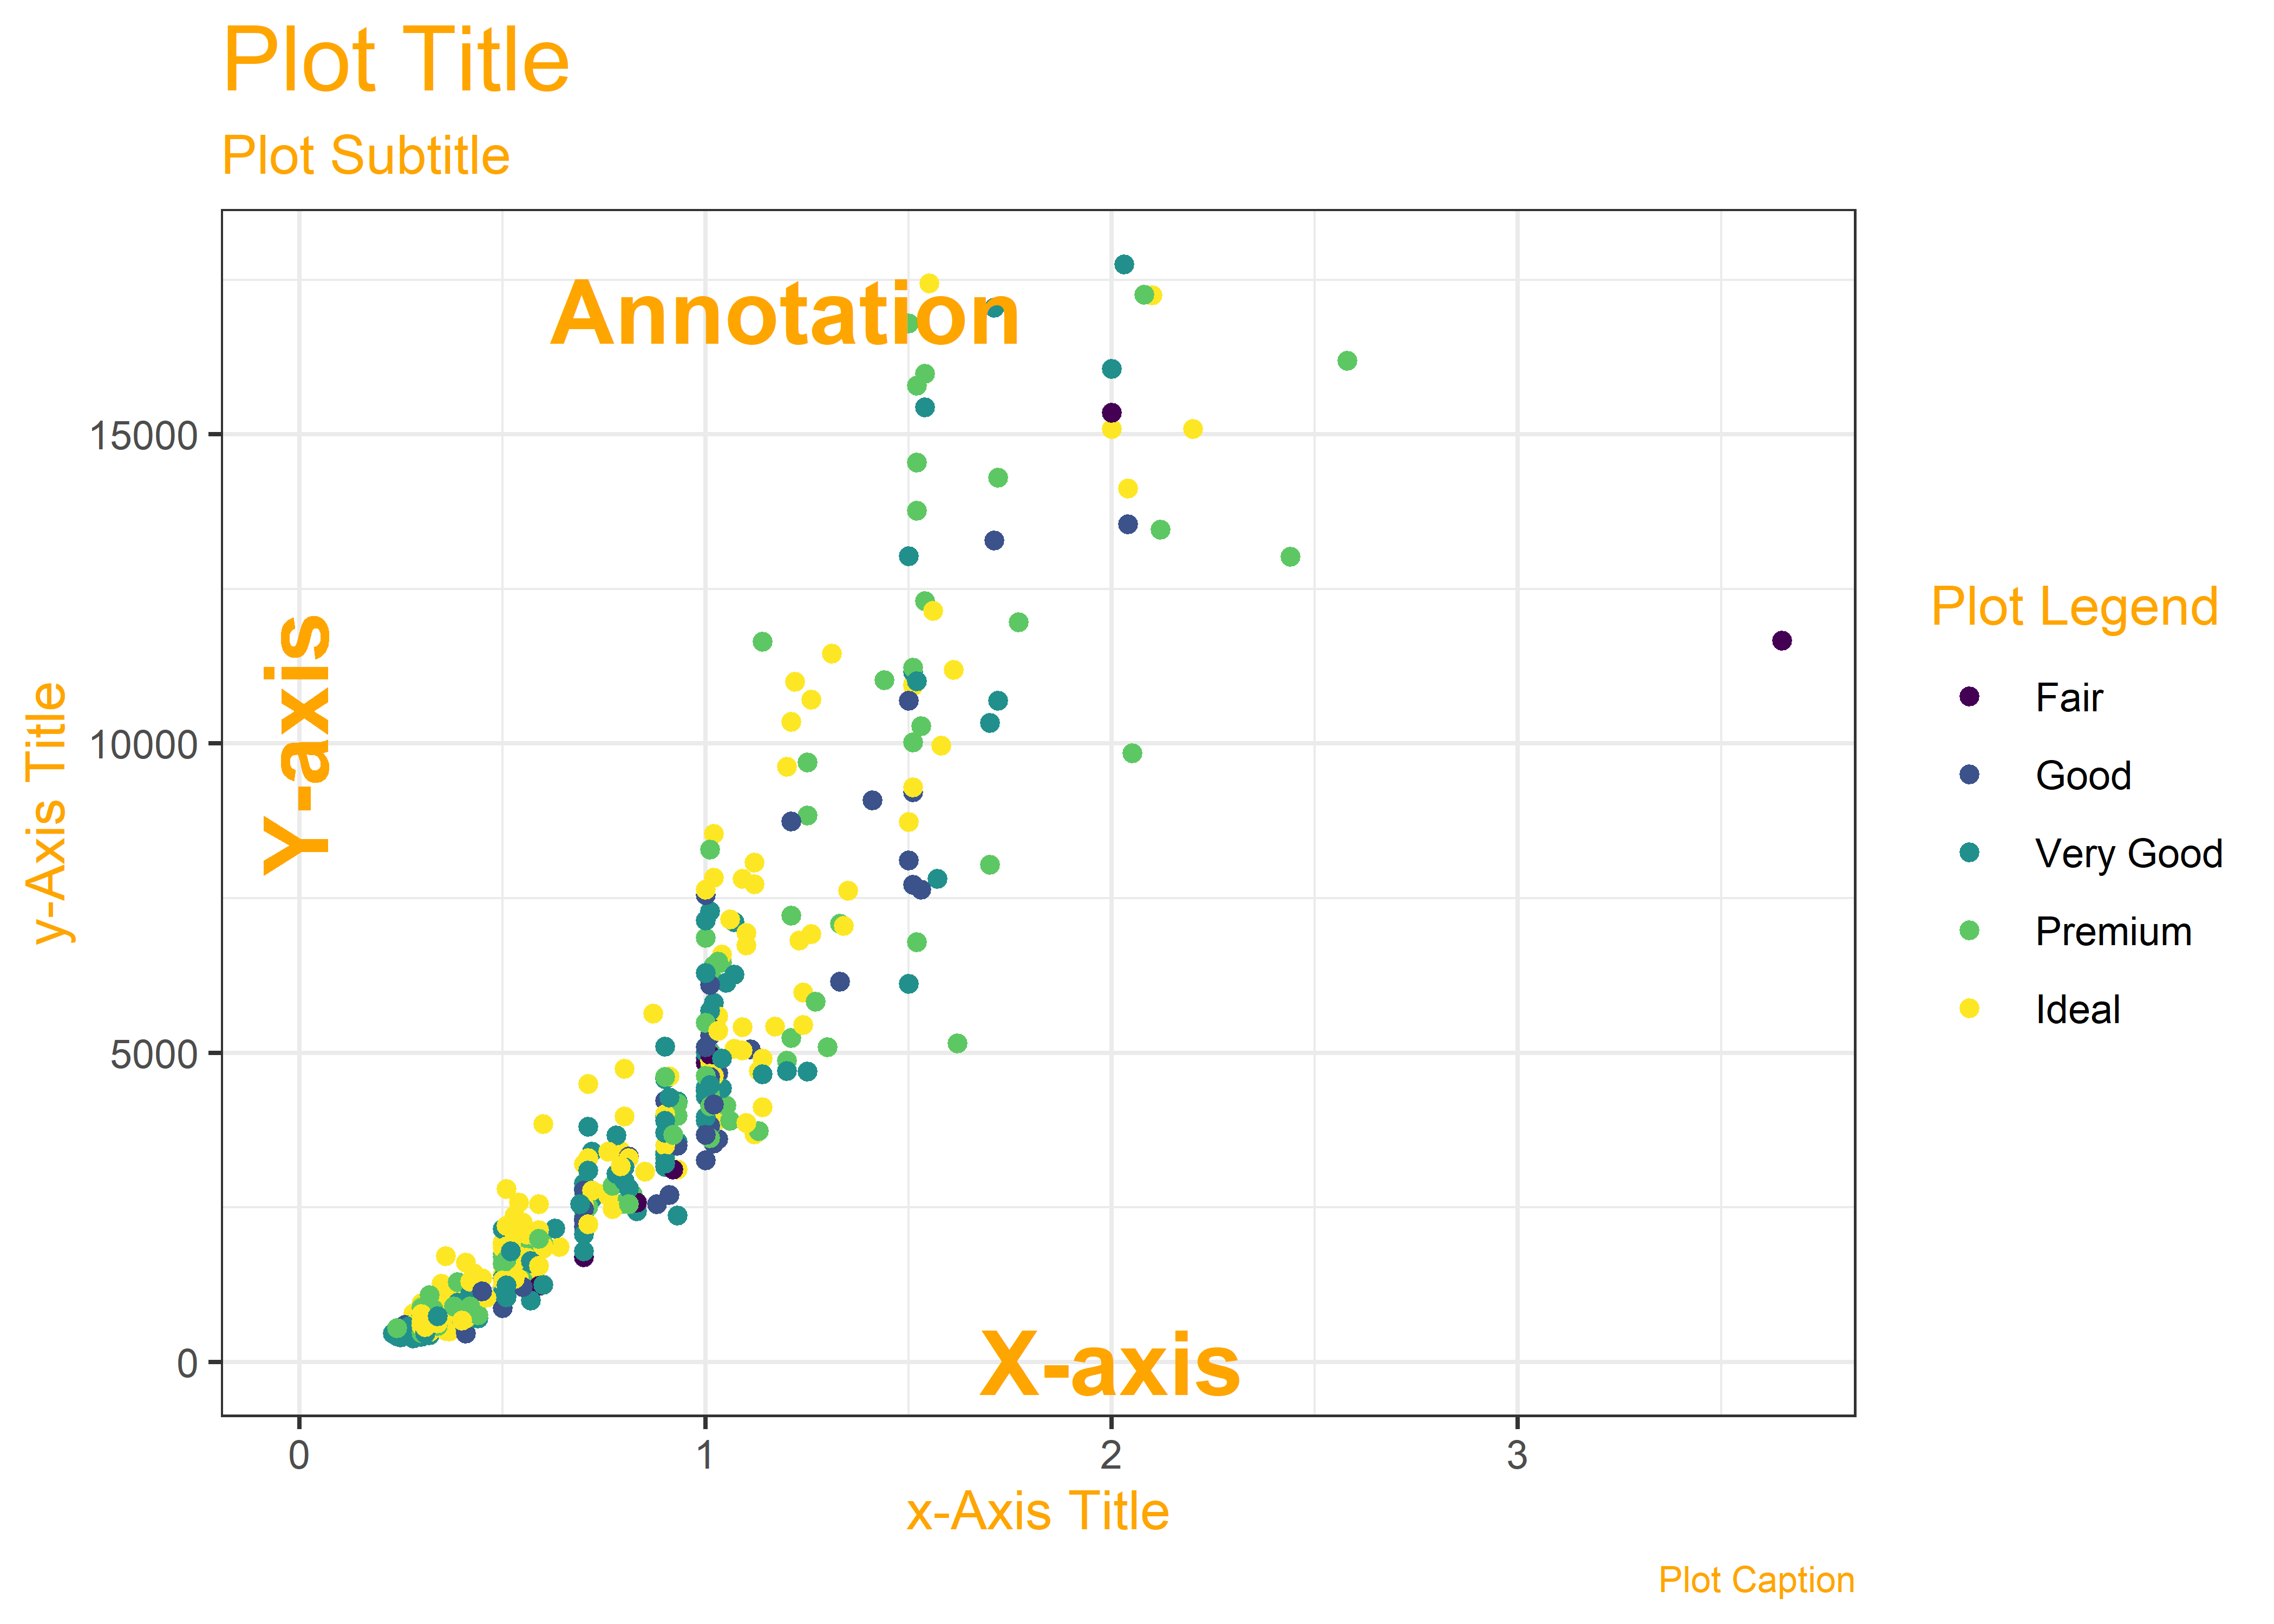 Plot Title
Plot Subtitle
Annotation
15000
10000
5000
0
Y-axis
y-Axis Title
X-axis
0 1 2 3
x-Axis Title
Plot Caption
Plot Legend
Fair
Good
Very Good
Premium
Ideal